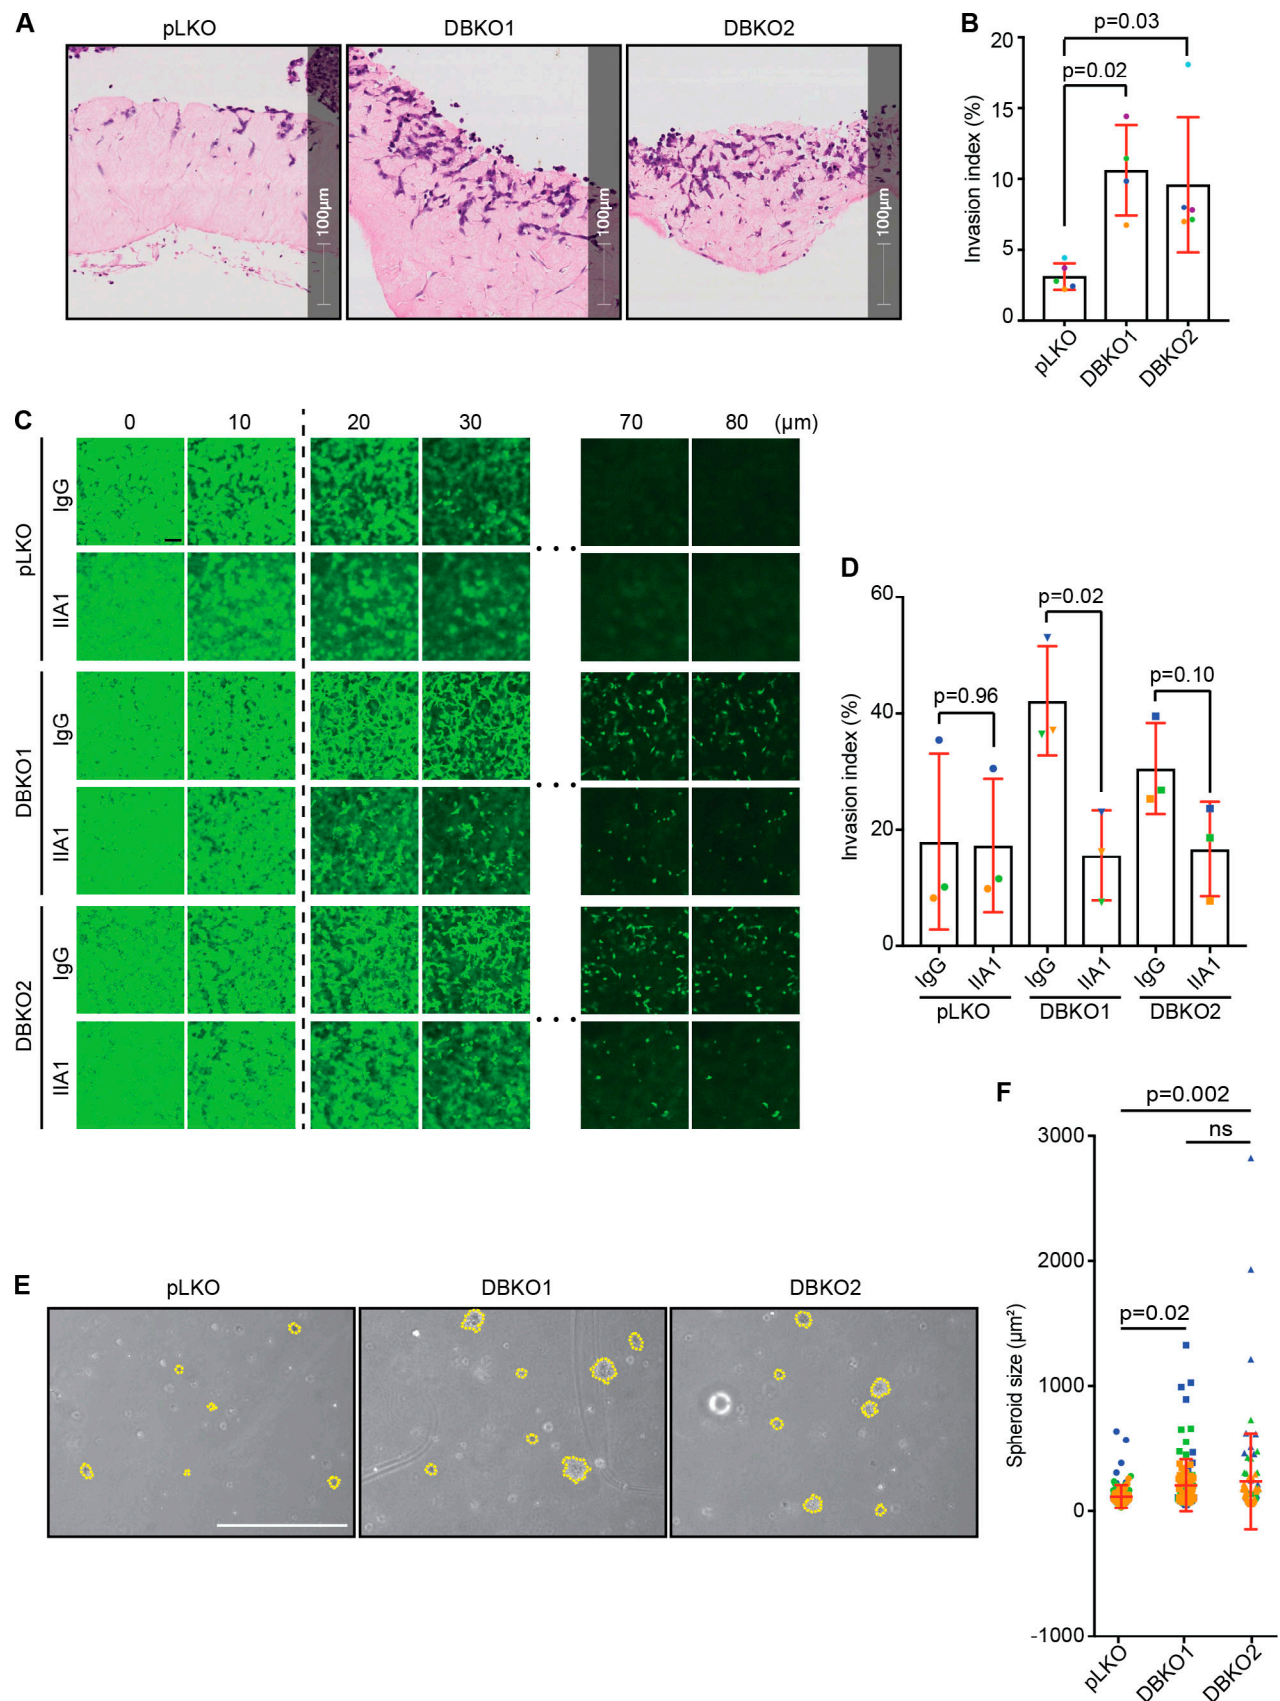 A
pLKO
DBKO1
DBKO2
100µm
100µm
100µm
B
p=0.03
p=0.02
Invasion index (%)
20
15
10
5
0
pLKO
DBKO1
DBKO2
C
0 10 20 30 70 80 (µm)
pLKO
IgG
IIA1
DBKO1
IgG
IIA1
DBKO2
IgG
IIA1
• • •
• • •
• • •
D
Invasion index (%)
60
40
20
0
p=0.96
p=0.02
p=0.10
IgG IIA1 IgG IIA1 IgG IIA1
pLKO DBKO1 DBKO2
E
pLKO
DBKO1
DBKO2
F
p=0.002
ns
p=0.02
Spheroid size (µm²)
3000
2000
1000
0
-1000
pLKO
DBKO1
DBKO2